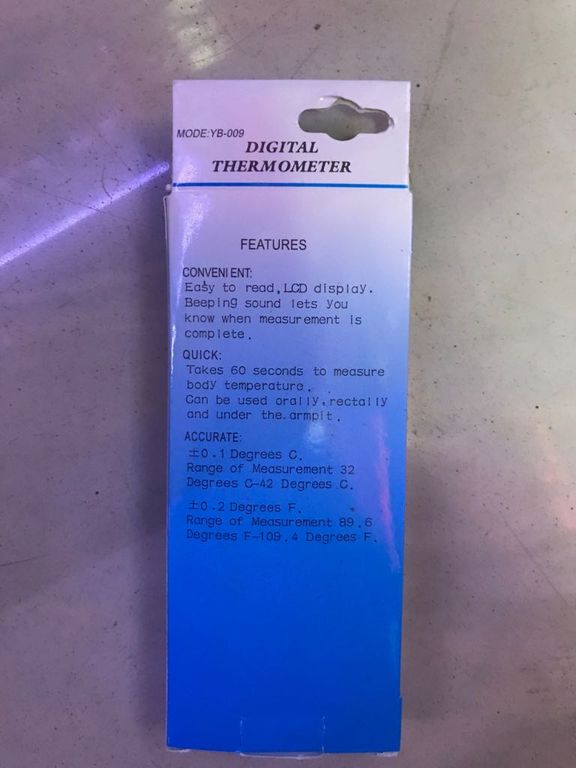 MODE:YB-009
DIGITAL
THERMOMETER
FEATURES
CONVENIENT:
Easy to read,LCD display.
Beeping sound lets you
know when measurement is
complete.
QUICK:
Takes 60 seconds to measure
body temperature.
Can be used orally,rectally
and under the.armpit.
ACCURATE:
±0.1 Degrees C.
Range of Measurement 32
Degrees C-42 Degrees C.
±0.2 Degrees F.
Range of Measurement 89.6
Degrees F-109.4 Degrees F.